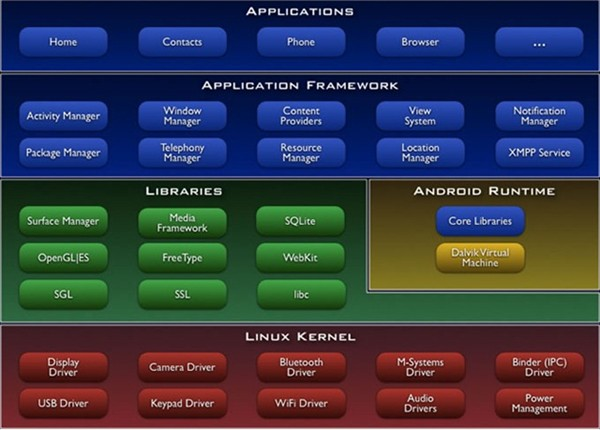 APPLICATIONS
Home
Contacts
Phone
Browser
...
APPLICATION FRAMEWORK
Activity Manager
Window
Manager
Content
Providers
View
System
Notification
Manager
Package Manager
Telephony
Manager
Resource
Manager
Location
Manager
XMPP Service
LIBRARIES
Surface Manager
Media
Framework
SQLite
OpenGL|ES
FreeType
WebKit
SGL
SSL
libc
ANDROID RUNTIME
Core Libraries
Dalvik Virtual
Machine
LINUX KERNEL
Display
Driver
Camera Driver
Bluetooth
Driver
M-Systems
Driver
Binder (IPC)
Driver
USB Driver
Keypad Driver
WiFi Driver
Audio
Drivers
Power
Management